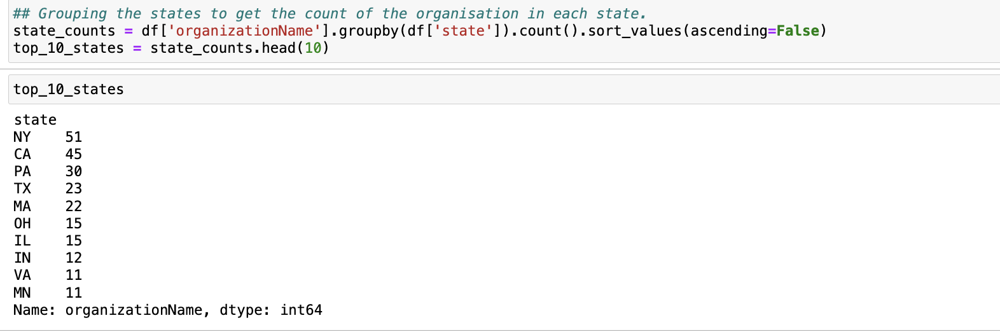 ## Grouping the states to get the count of the organisation in each state.
state_counts = df['organizationName'].groupby(df['state']).count().sort_values(ascending=False)
top_10_states = state_counts.head(10)
top_10_states
state
NY    51
CA    45
PA    30
TX    23
MA    22
OH    15
IL    15
IN    12
VA    11
MN    11
Name: organizationName, dtype: int64